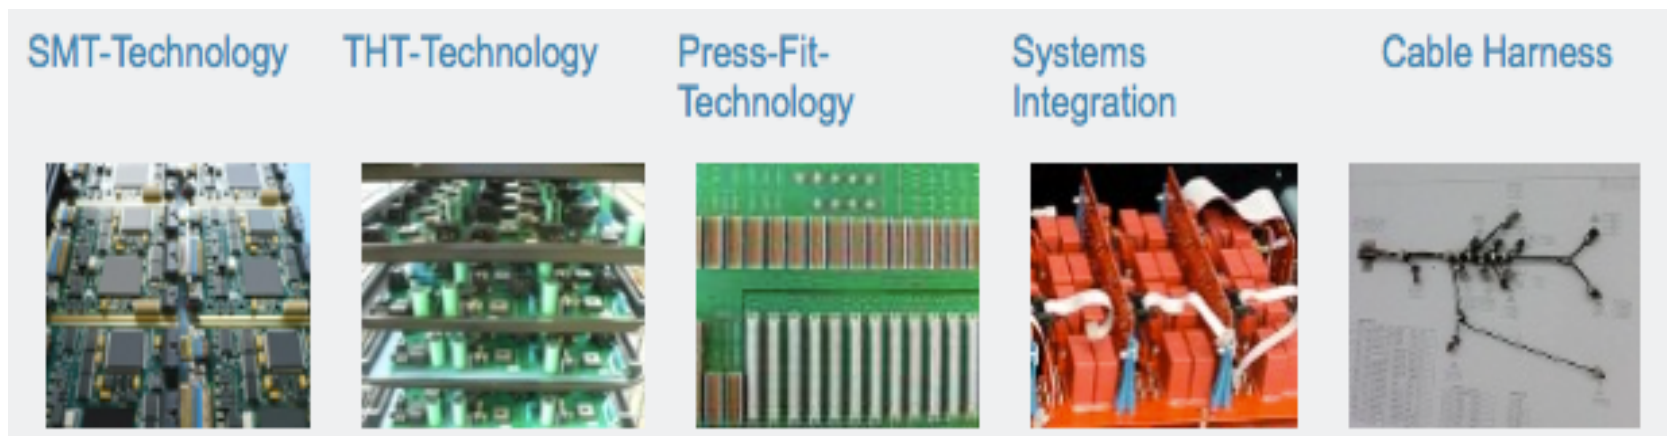 SMT-Technology
THT-Technology
Press-Fit-
Technology
Systems
Integration
Cable Harness